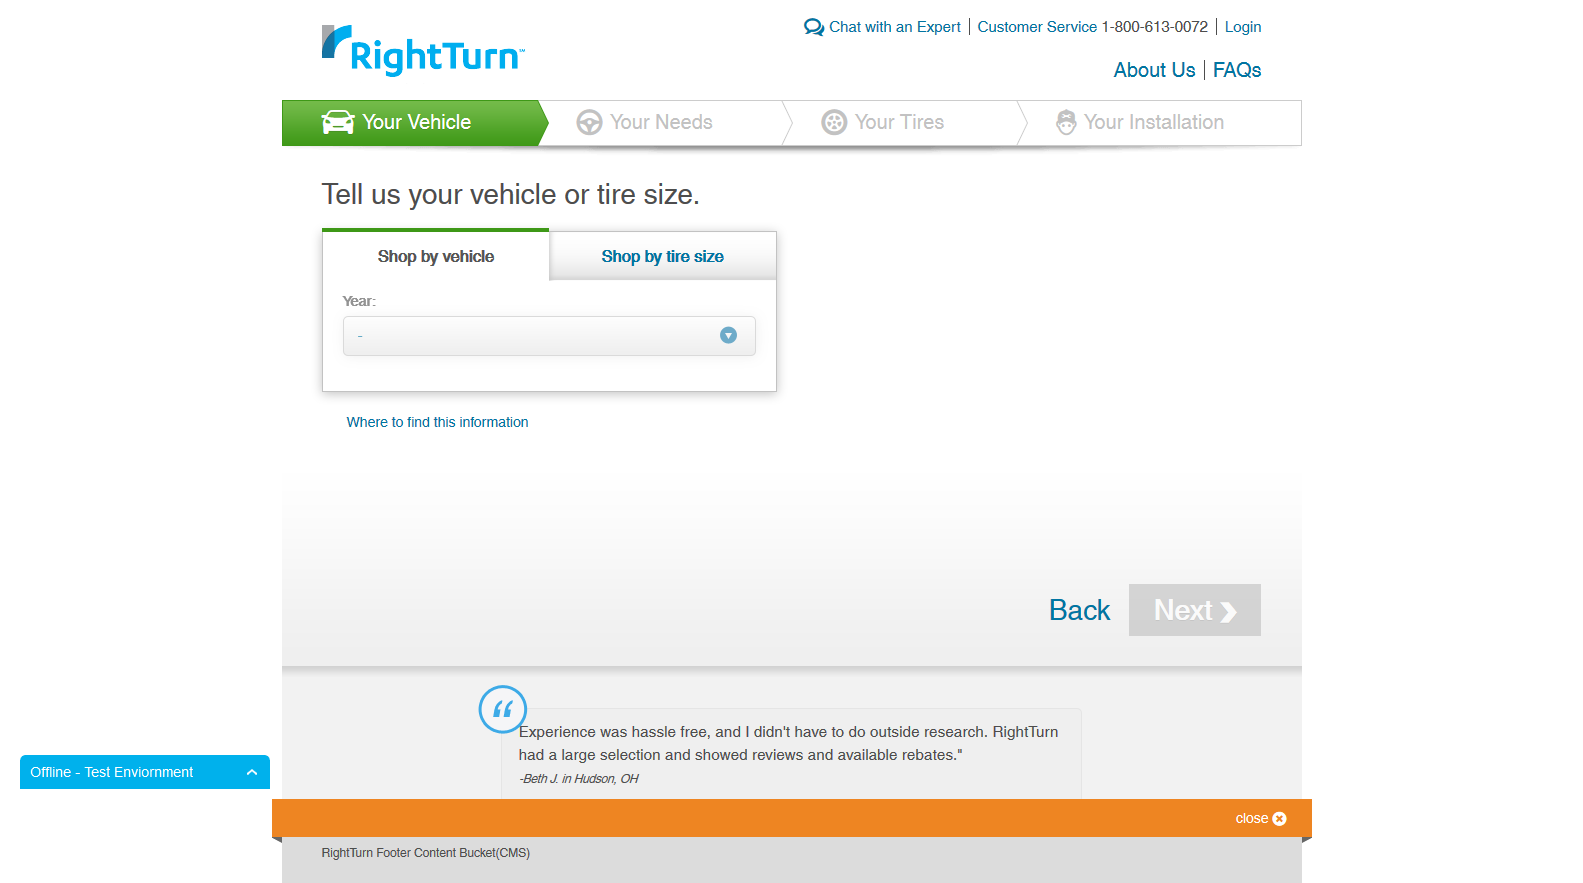 RightTurn™
Chat with an Expert
Customer Service 1-800-613-0072
Login
About Us
FAQs
Your Vehicle
Your Needs
Your Tires
Your Installation
Tell us your vehicle or tire size.
Shop by vehicle
Shop by tire size
Year:
-
Where to find this information
Back
Next
“
Experience was hassle free, and I didn't have to do outside research. RightTurn
had a large selection and showed reviews and available rebates."
-Beth J. in Hudson, OH
Offline - Test Enviornment
close
RightTurn Footer Content Bucket(CMS)